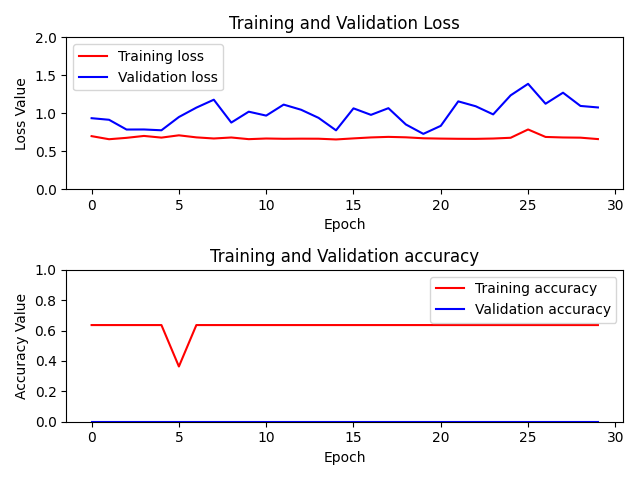 Training and Validation Loss
2.0
1.5
1.0
0.5
0.0
Loss Value
Training loss
Validation loss
0 5 10 15 20 25 30
Epoch
Training and Validation accuracy
1.0
0.8
0.6
0.4
0.2
0.0
Accuracy Value
Training accuracy
Validation accuracy
0 5 10 15 20 25 30
Epoch